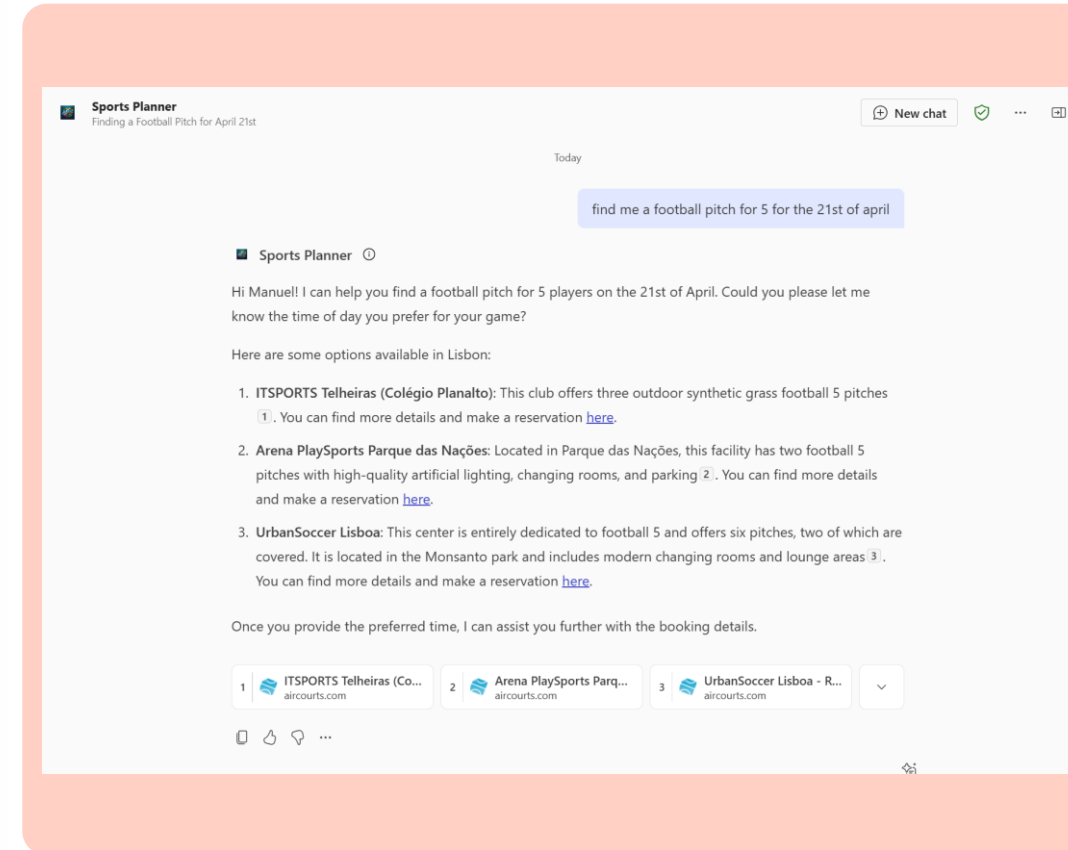 Sports Planner
Finding a Football Pitch for April 21st
New chat
Today
find me a football pitch for 5 for the 21st of april
Sports Planner
Hi Manuel! I can help you find a football pitch for 5 players on the 21st of April. Could you please let me
know the time of day you prefer for your game?
Here are some options available in Lisbon:
1. ITSPORTS Telheiras (Colégio Planalto): This club offers three outdoor synthetic grass football 5 pitches
1 . You can find more details and make a reservation here.
2. Arena PlaySports Parque das Nações: Located in Parque das Nações, this facility has two football 5
pitches with high-quality artificial lighting, changing rooms, and parking 2 . You can find more details
and make a reservation here.
3. UrbanSoccer Lisboa: This center is entirely dedicated to football 5 and offers six pitches, two of which are
covered. It is located in the Monsanto park and includes modern changing rooms and lounge areas 3 .
You can find more details and make a reservation here.
Once you provide the preferred time, I can assist you further with the booking details.
1 ITSPORTS Telheiras (Co...
aircourts.com
2 Arena PlaySports Parq...
aircourts.com
3 UrbanSoccer Lisboa - R...
aircourts.com